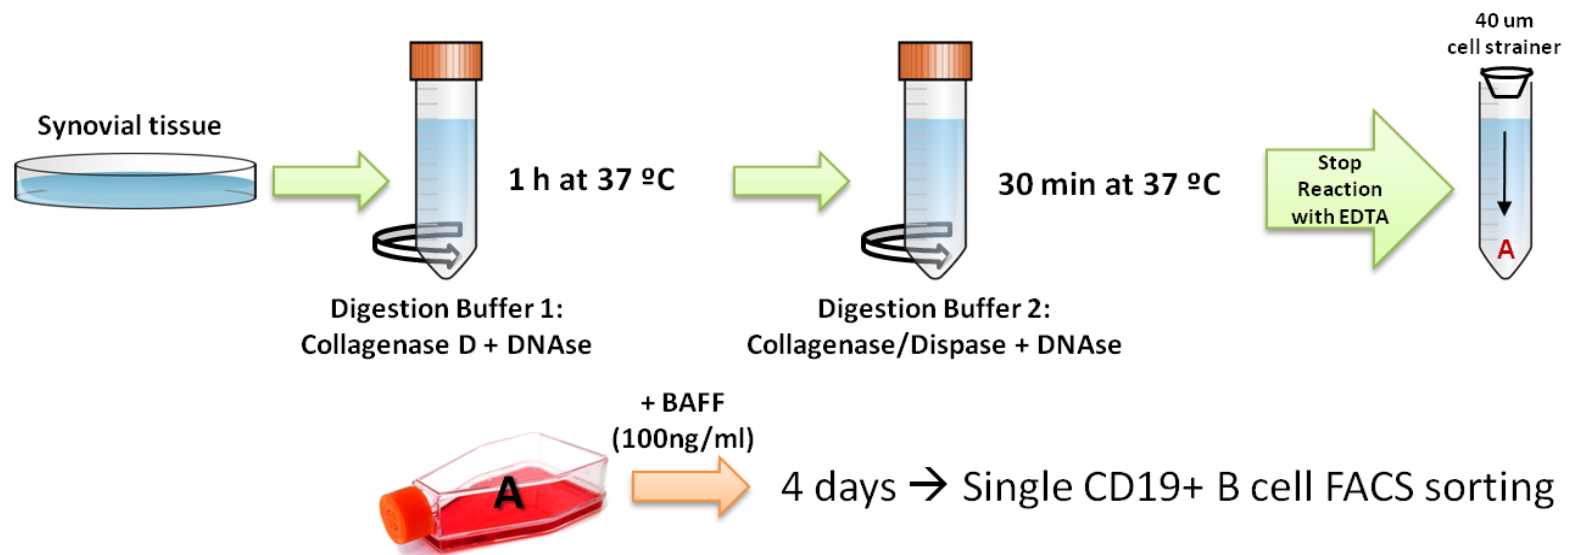 40 um
cell strainer
Synovial tissue
1 h at 37 ºC
30 min at 37 ºC
Stop
Reaction
with EDTA
A
Digestion Buffer 1:
Collagenase D + DNAse
Digestion Buffer 2:
Collagenase/Dispase + DNAse
+ BAFF
(100ng/ml)
A
4 days → Single CD19+ B cell FACS sorting